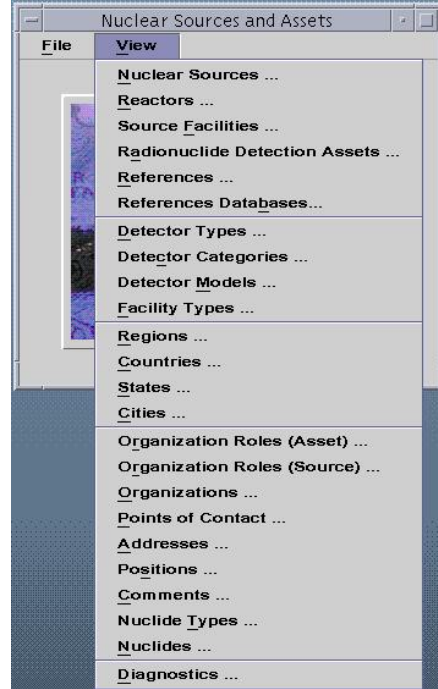 Nuclear Sources and Assets
File View
Nuclear Sources ...
Reactors ...
Source Facilities ...
Radionuclide Detection Assets ...
References ...
References Databases...
Detector Types ...
Detector Categories ...
Detector Models ...
Facility Types ...
Regions ...
Countries ...
States ...
Cities ...
Organization Roles (Asset) ...
Organization Roles (Source) ...
Organizations ...
Points of Contact ...
Addresses ...
Positions ...
Comments ...
Nuclide Types ...
Nuclides ...
Diagnostics ...